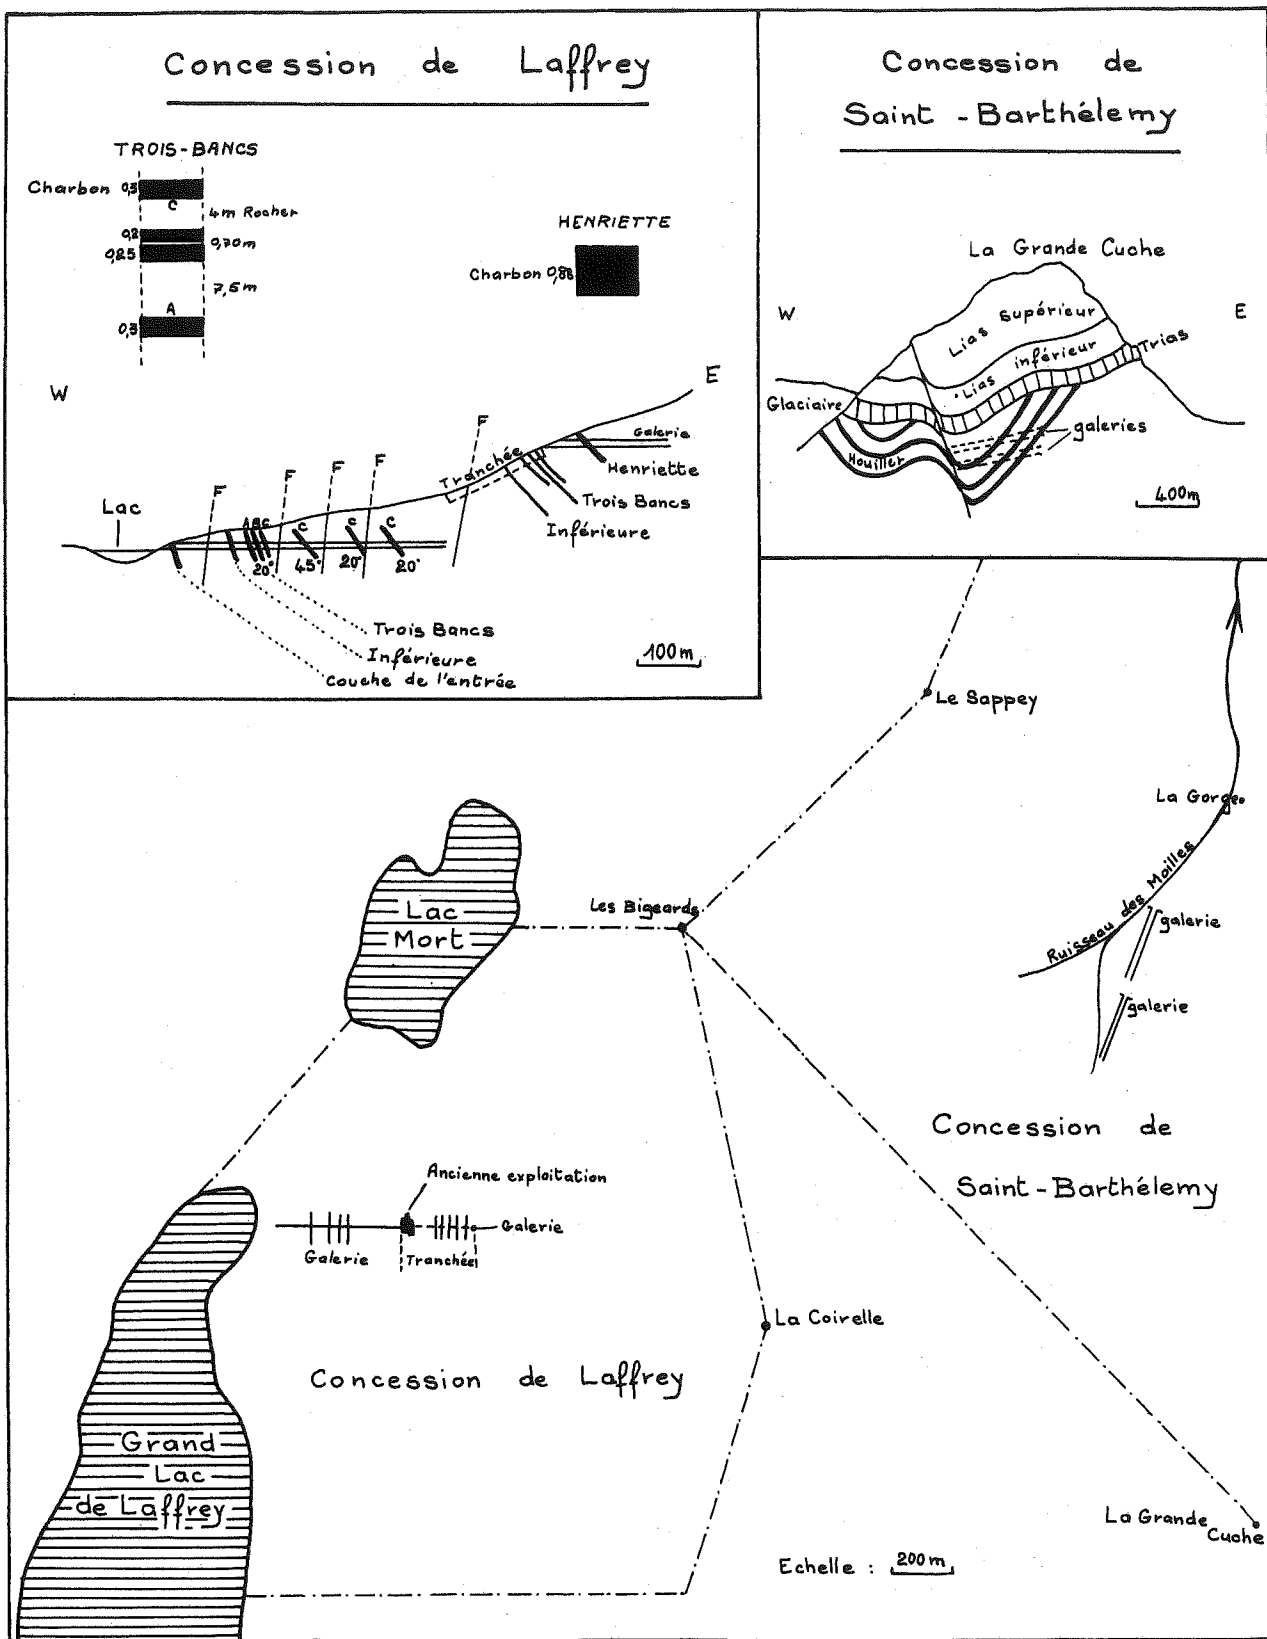 Concession de Laffrey
TROIS-BANCS
Charbon 0,3
C
4m Rocher
0,2
0,70m
0,25
7,5m
A
0,3
HENRIETTE
Charbon 0,88
W
E
Lac
F
F
F
F
F
Tranchée
Galerie
Henriette
Trois Bancs
Inférieure
A B C
C
C
C
20°
45°
20°
20°
Trois Bancs
Inférieure
Couche de l'entrée
100m
Concession de
Saint - Barthélemy
La Grande Cuche
W
E
Lias Supérieur
Lias inférieur
Trias
Glaciaire
Houiller
galeries
400m
Le Sappey
La Gorge
Ruisseau des Moilles
galerie
galerie
Lac
Mort
Les Bigeards
Concession de
Saint-Barthélemy
Ancienne exploitation
Galerie
Galerie
Tranchée
La Coirelle
Concession de Laffrey
Grand
Lac
de Laffrey
La Grande
Cuche
Echelle : 200m